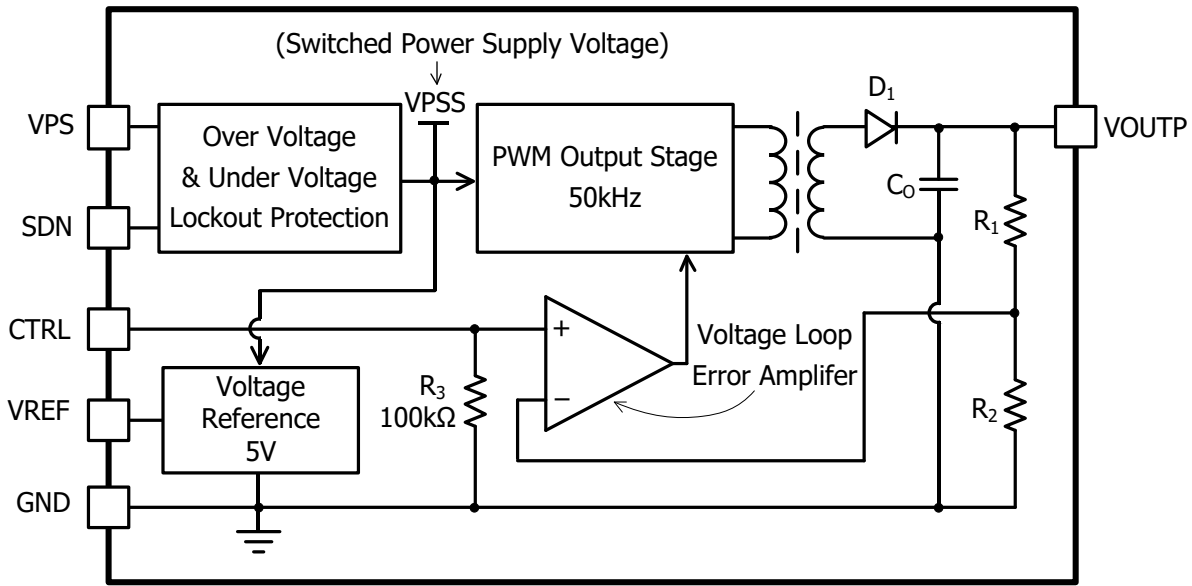 (Switched Power Supply Voltage)
VPS
SDN
CTRL
VREF
GND
Over Voltage
& Under Voltage
Lockout Protection
VPSS
PWM Output Stage
50kHz
D₁
VOUTP
C₀
R₁
R₂
+
−
Voltage Loop
Error Amplifer
R₃
100kΩ
Voltage
Reference
5V